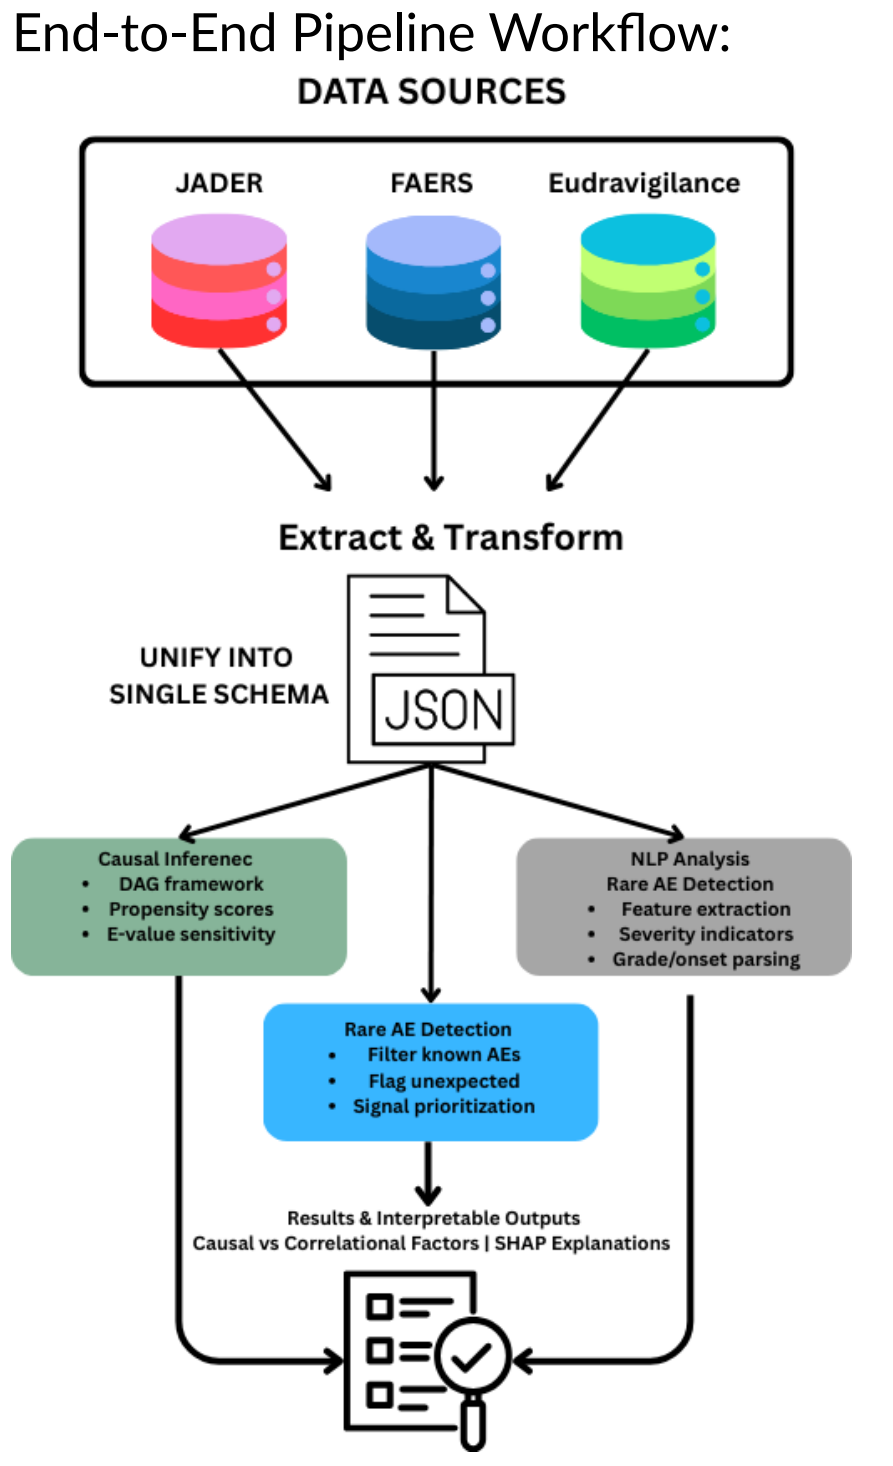 End-to-End Pipeline Workflow:
DATA SOURCES
JADER
FAERS
Eudravigilance
Extract & Transform
UNIFY INTO
SINGLE SCHEMA
JSON
Causal Inferenec
• DAG framework
• Propensity scores
• E-value sensitivity
NLP Analysis
Rare AE Detection
• Feature extraction
• Severity indicators
• Grade/onset parsing
Rare AE Detection
• Filter known AEs
• Flag unexpected
• Signal prioritization
Results & Interpretable Outputs
Causal vs Correlational Factors | SHAP Explanations